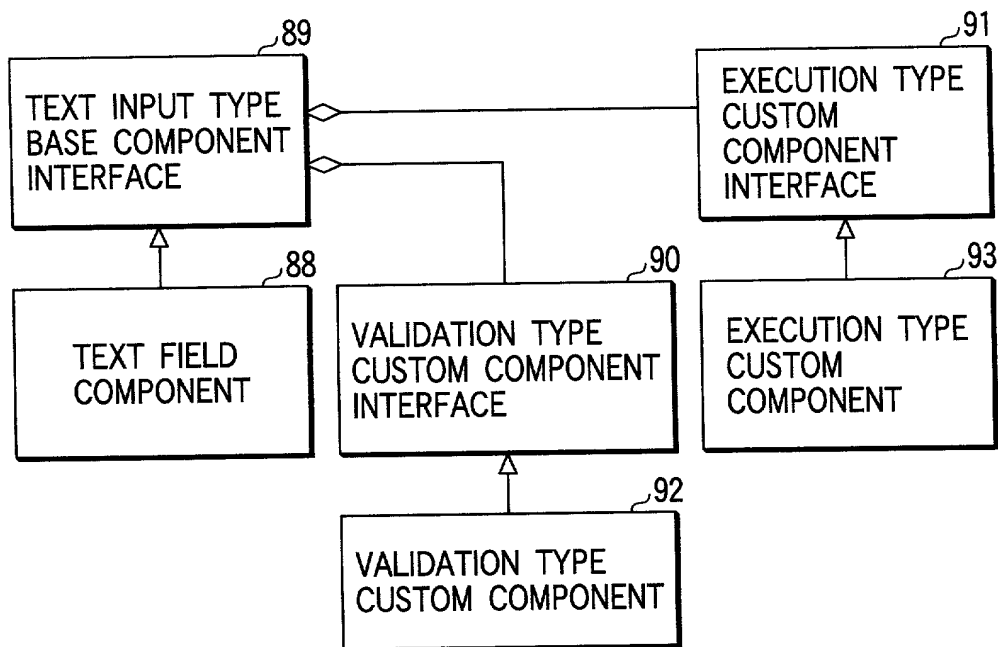 89
TEXT INPUT TYPE
BASE COMPONENT
INTERFACE
91
EXECUTION TYPE
CUSTOM
COMPONENT
INTERFACE
88
TEXT FIELD
COMPONENT
90
VALIDATION TYPE
CUSTOM COMPONENT
INTERFACE
93
EXECUTION TYPE
CUSTOM
COMPONENT
92
VALIDATION TYPE
CUSTOM COMPONENT